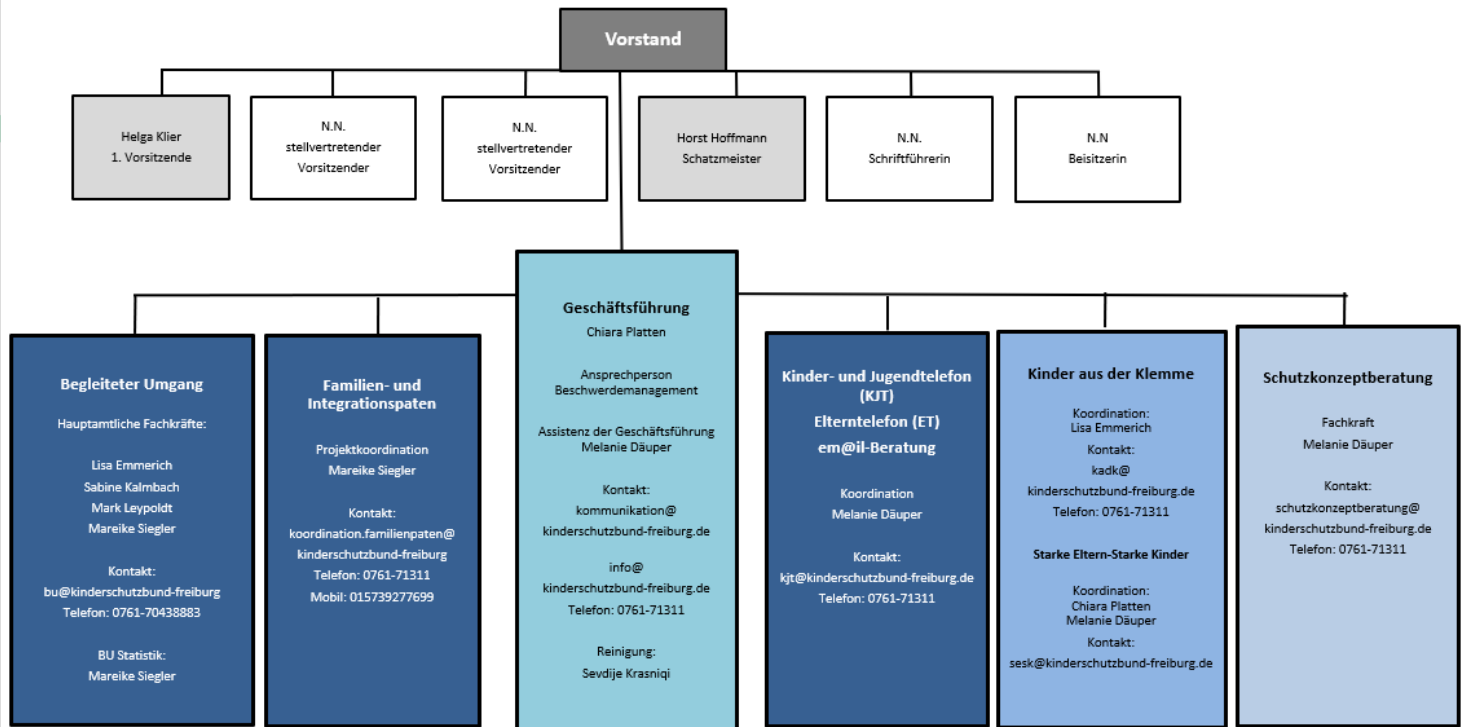 Vorstand
Helga Klier
1. Vorsitzende
N.N.
stellvertretender
Vorsitzender
N.N.
stellvertretender
Vorsitzender
Horst Hoffmann
Schatzmeister
N.N.
Schriftführerin
N.N
Beisitzerin
Begleiteter Umgang
Hauptamtliche Fachkräfte:
Lisa Emmerich
Sabine Kalmbach
Mark Leypoldt
Mareike Siegler
Kontakt:
bu@kinderschutzbund-freiburg
Telefon: 0761-70438883
BU Statistik:
Mareike Siegler
Familien- und
Integrationspaten
Projektkoordination
Mareike Siegler
Kontakt:
koordination.familienpaten@
kinderschutzbund-freiburg
Telefon: 0761-71311
Mobil: 015739277699
Geschäftsführung
Chiara Platten
Ansprechperson
Beschwerdemanagement
Assistenz der Geschäftsführung
Melanie Däuper
Kontakt:
kommunikation@
kinderschutzbund-freiburg.de
info@
kinderschutzbund-freiburg.de
Telefon: 0761-71311
Reinigung:
Sevdije Krasniqi
Kinder- und Jugendtelefon
(KJT)
Elterntelefon (ET)
em@il-Beratung
Koordination
Melanie Däuper
Kontakt:
kjt@kinderschutzbund-freiburg.de
Telefon: 0761-71311
Kinder aus der Klemme
Koordination:
Lisa Emmerich
Kontakt:
kadk@
kinderschutzbund-freiburg.de
Telefon: 0761-71311
Starke Eltern-Starke Kinder
Koordination:
Chiara Platten
Melanie Däuper
Kontakt:
sesk@kinderschutzbund-freiburg.de
Schutzkonzeptberatung
Fachkraft
Melanie Däuper
Kontakt:
schutzkonzeptberatung@
kinderschutzbund-freiburg.de
Telefon: 0761-71311